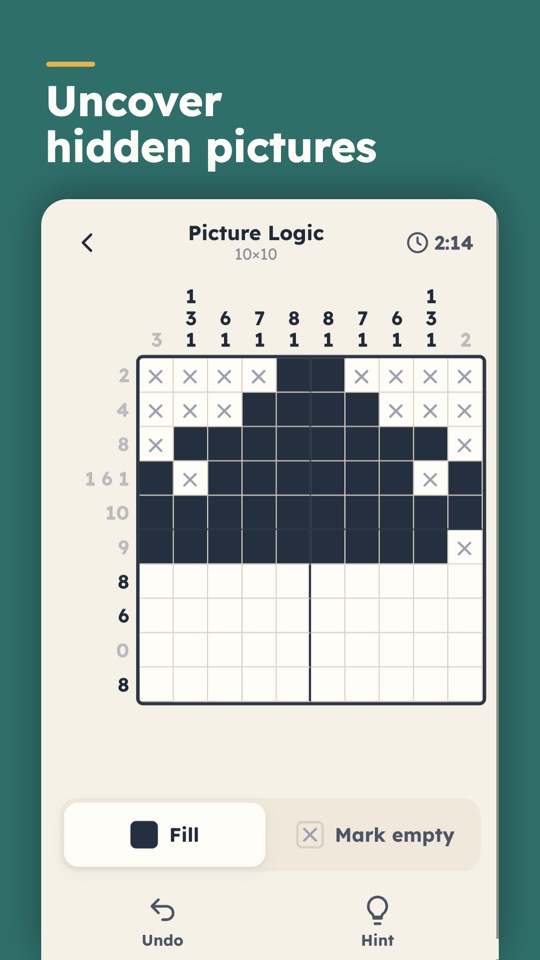 Uncover
hidden pictures
Picture Logic
10×10
2:14
1 1
3 6 7 8 8 7 6 3
3 1 1 1 1 1 1 1 1 2
2
4
8
1 6 1
10
9
8
6
0
8
Fill
Mark empty
Undo
Hint